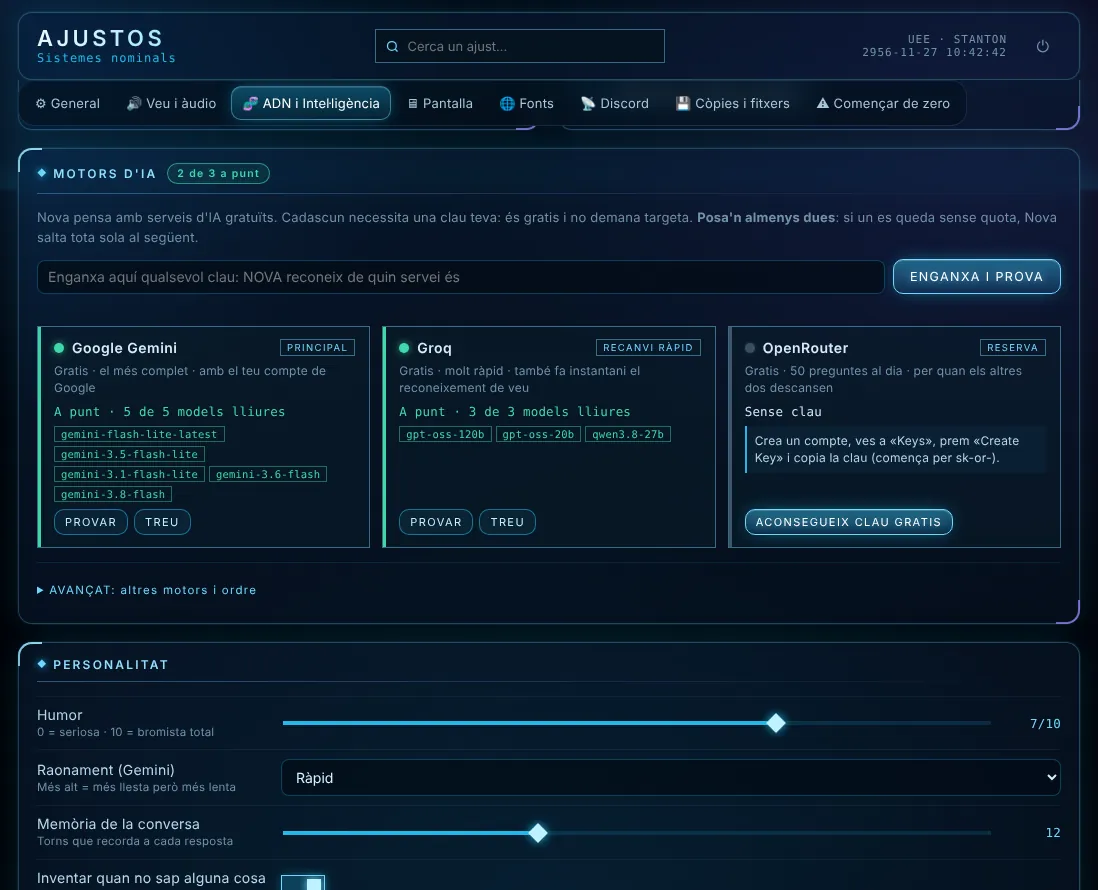 AJUSTOS
Sistemes nominals
Cerca un ajust...
UEE · STANTON
2956-11-27 10:42:42
General
Veu i àudio
ADN i Intel·ligència
Pantalla
Fonts
Discord
Còpies i fitxers
Començar de zero
MOTORS D'IA
2 de 3 a punt
Nova pensa amb serveis d'IA gratuïts. Cadascun necessita una clau teva: és gratis i no demana targeta. Posa'n almenys dues: si un es queda sense quota, Nova
salta tota sola al següent.
Enganxa aquí qualsevol clau: NOVA reconeix de quin servei és
ENGANXA I PROVA
Google Gemini
PRINCIPAL
Gratis · el més complet · amb el teu compte de
Google
A punt · 5 de 5 models lliures
gemini-flash-lite-latest
gemini-3.5-flash-lite
gemini-3.1-flash-lite gemini-3.6-flash
gemini-3.8-flash
PROVAR TREU
Groq
RECANVI RÀPID
Gratis · molt ràpid · també fa instantani el
reconeixement de veu
A punt · 3 de 3 models lliures
gpt-oss-120b gpt-oss-20b qwen3.8-27b
PROVAR TREU
OpenRouter
RESERVA
Gratis · 50 preguntes al dia · per quan els altres
dos descansen
Sense clau
Crea un compte, ves a «Keys», prem «Create
Key» i copia la clau (comença per sk-or-).
ACONSEGUEIX CLAU GRATIS
AVANÇAT: altres motors i ordre
PERSONALITAT
Humor
0 = seriosa · 10 = bromista total
7/10
Raonament (Gemini)
Més alt = més llesta però més lenta
Ràpid
Memòria de la conversa
Torns que recorda a cada resposta
12
Inventar quan no sap alguna cosa